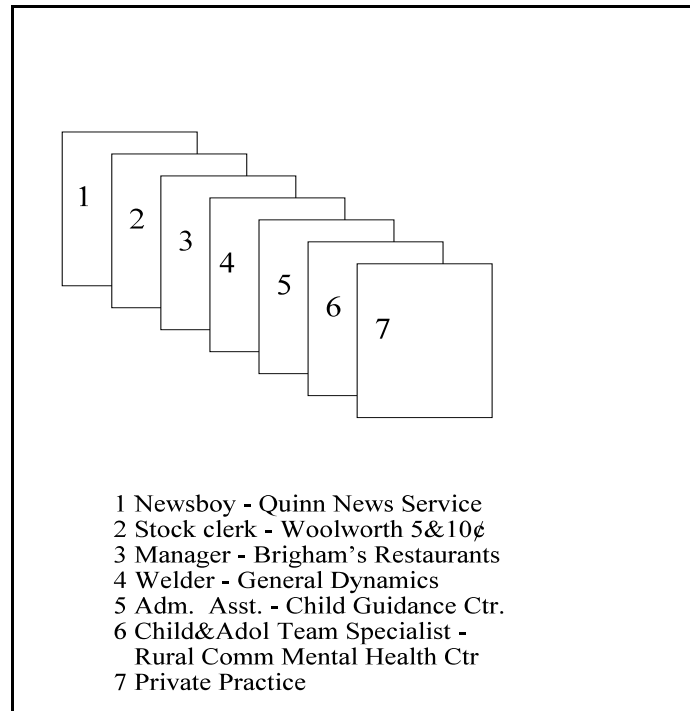 1
2
3
4
5
6
7
1 Newsboy - Quinn News Service
2 Stock clerk - Woolworth 5&10¢
3 Manager - Brigham's Restaurants
4 Welder - General Dynamics
5 Adm. Asst. - Child Guidance Ctr.
6 Child&Adol Team Specialist -
Rural Comm Mental Health Ctr
7 Private Practice